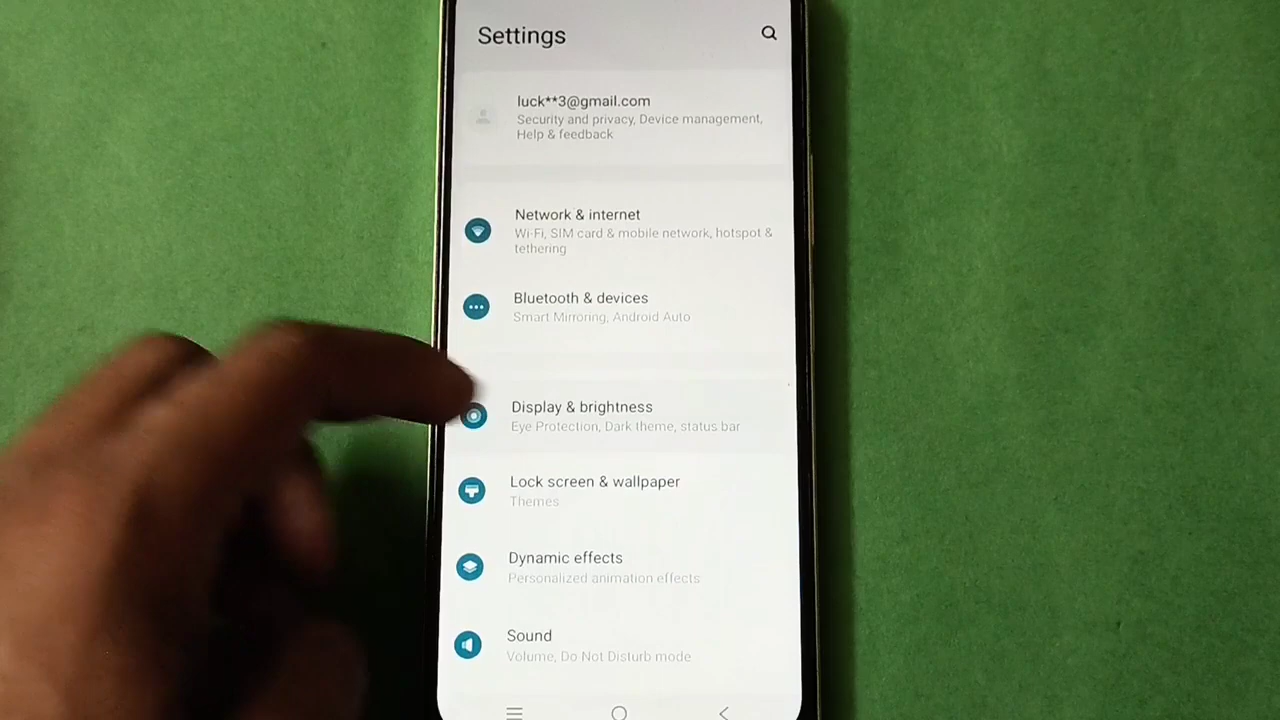 Settings
luck**3@gmail.com
Security and privacy, Device management,
Help & feedback
Network & internet
Wi-Fi, SIM card & mobile network, hotspot &
tethering
Bluetooth & devices
Smart Mirroring, Android Auto
Display & brightness
Eye Protection, Dark theme, status bar
Lock screen & wallpaper
Themes
Dynamic effects
Personalized animation effects
Sound
Volume, Do Not Disturb mode